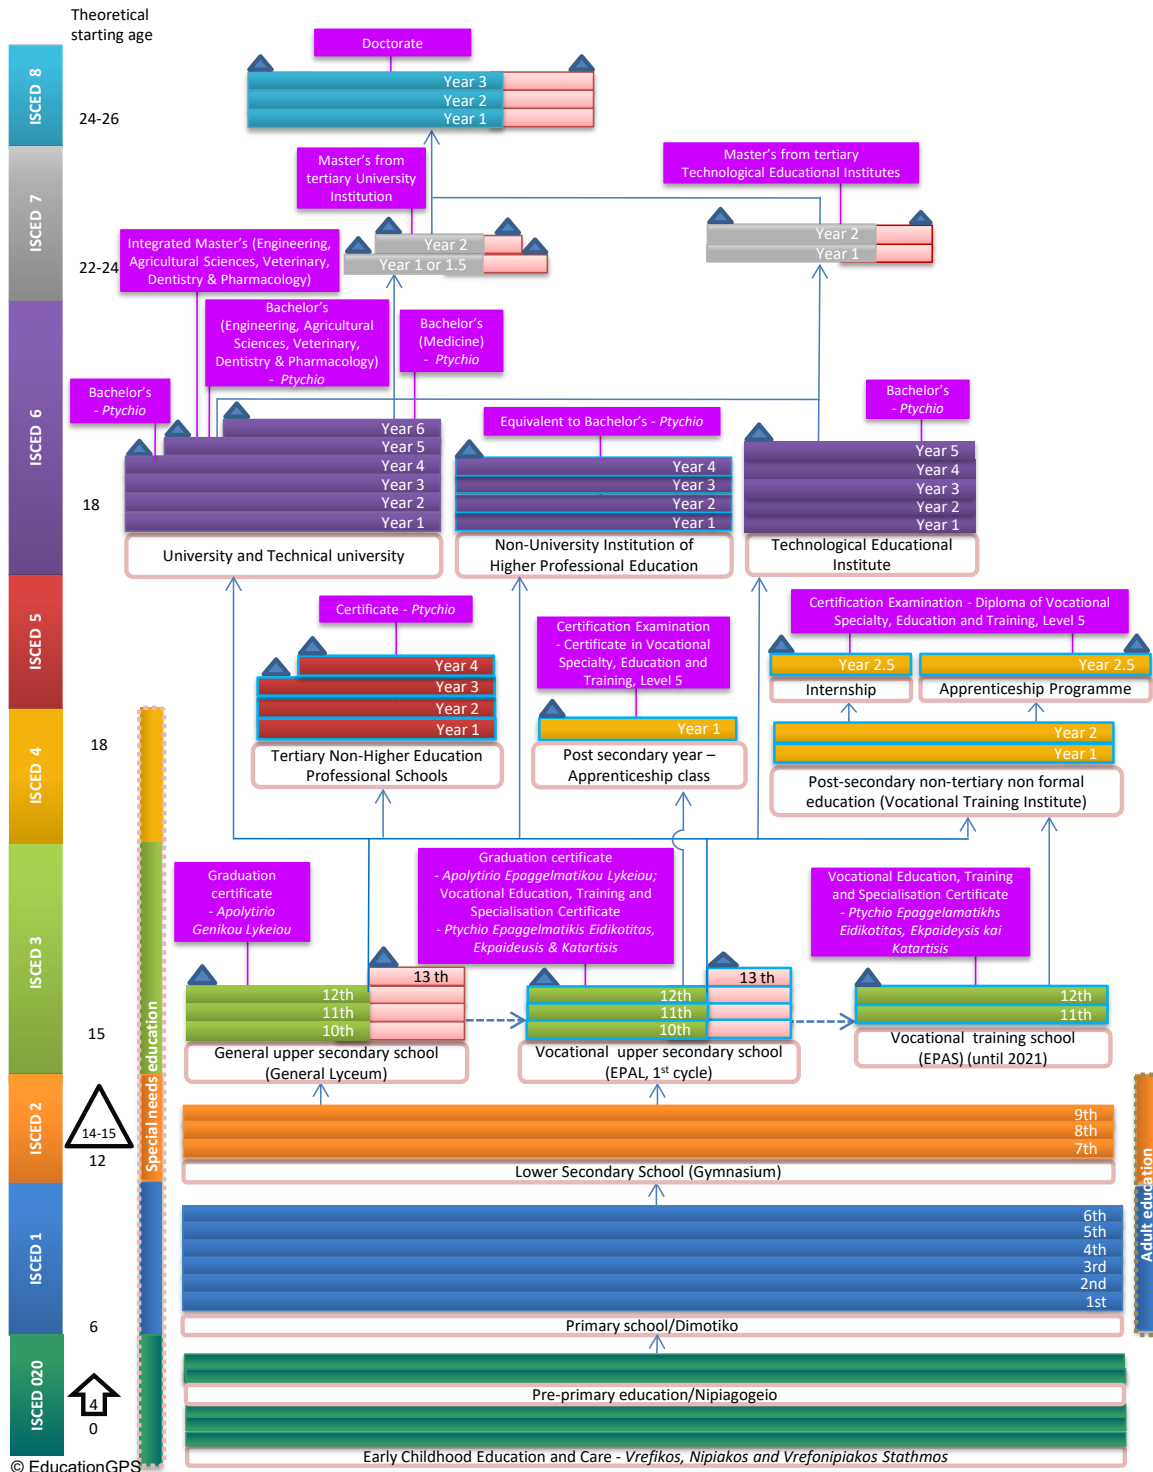 Theoretical
starting age
ISCED 8
24-26
Doctorate
Year 3
Year 2
Year 1
ISCED 7
22-24
Master's from
tertiary University
Institution
Master's from tertiary
Technological Educational Institutes
Year 2
Year 1 or 1.5
Year 2
Year 1
Integrated Master's (Engineering,
Agricultural Sciences, Veterinary,
Dentistry & Pharmacology)
ISCED 6
18
Bachelor's
- Ptychio
Bachelor's
(Engineering, Agricultural
Sciences, Veterinary,
Dentistry & Pharmacology)
- Ptychio
Bachelor's
(Medicine)
- Ptychio
Equivalent to Bachelor's - Ptychio
Bachelor's
- Ptychio
Year 6
Year 5
Year 4
Year 3
Year 2
Year 1
University and Technical university
Year 4
Year 3
Year 2
Year 1
Non-University Institution of
Higher Professional Education
Year 5
Year 4
Year 3
Year 2
Year 1
Technological Educational
Institute
ISCED 5
Certificate - Ptychio
Year 4
Year 3
Year 2
Year 1
Tertiary Non-Higher Education
Professional Schools
Certification Examination
- Certificate in Vocational
Specialty, Education and
Training, Level 5
Year 1
Post secondary year –
Apprenticeship class
Certification Examination - Diploma of Vocational
Specialty, Education and Training, Level 5
Year 2.5
Internship
Year 2.5
Apprenticeship Programme
Year 2
Year 1
Post-secondary non-tertiary non formal
education (Vocational Training Institute)
ISCED 4
18
ISCED 3
15
Graduation
certificate
- Apolytirio
Genikou Lykeiou
13 th
12th
11th
10th
General upper secondary school
(General Lyceum)
Graduation certificate
- Apolytirio Epaggelmatikou Lykeiou;
Vocational Education, Training and
Specialisation Certificate
- Ptychio Epaggelmatikis Eidikotitas,
Ekpaideusis & Katartisis
13 th
12th
11th
10th
Vocational upper secondary school
(EPAL, 1st cycle)
Vocational Education, Training
and Specialisation Certificate
- Ptychio Epaggelamatikhs
Eidikotitas, Ekpaideysis kai
Katartisis
12th
11th
Vocational training school
(EPAS) (until 2021)
Special needs education
ISCED 2
14-15
12
9th
8th
7th
Lower Secondary School (Gymnasium)
Adult education
ISCED 1
6
6th
5th
4th
3rd
2nd
1st
Primary school/Dimotiko
ISCED 020
4
0
Pre-primary education/Nipiagogeio
Early Childhood Education and Care - Vrefikos, Nipiakos and Vrefonipiakos Stathmos
© EducationGPS